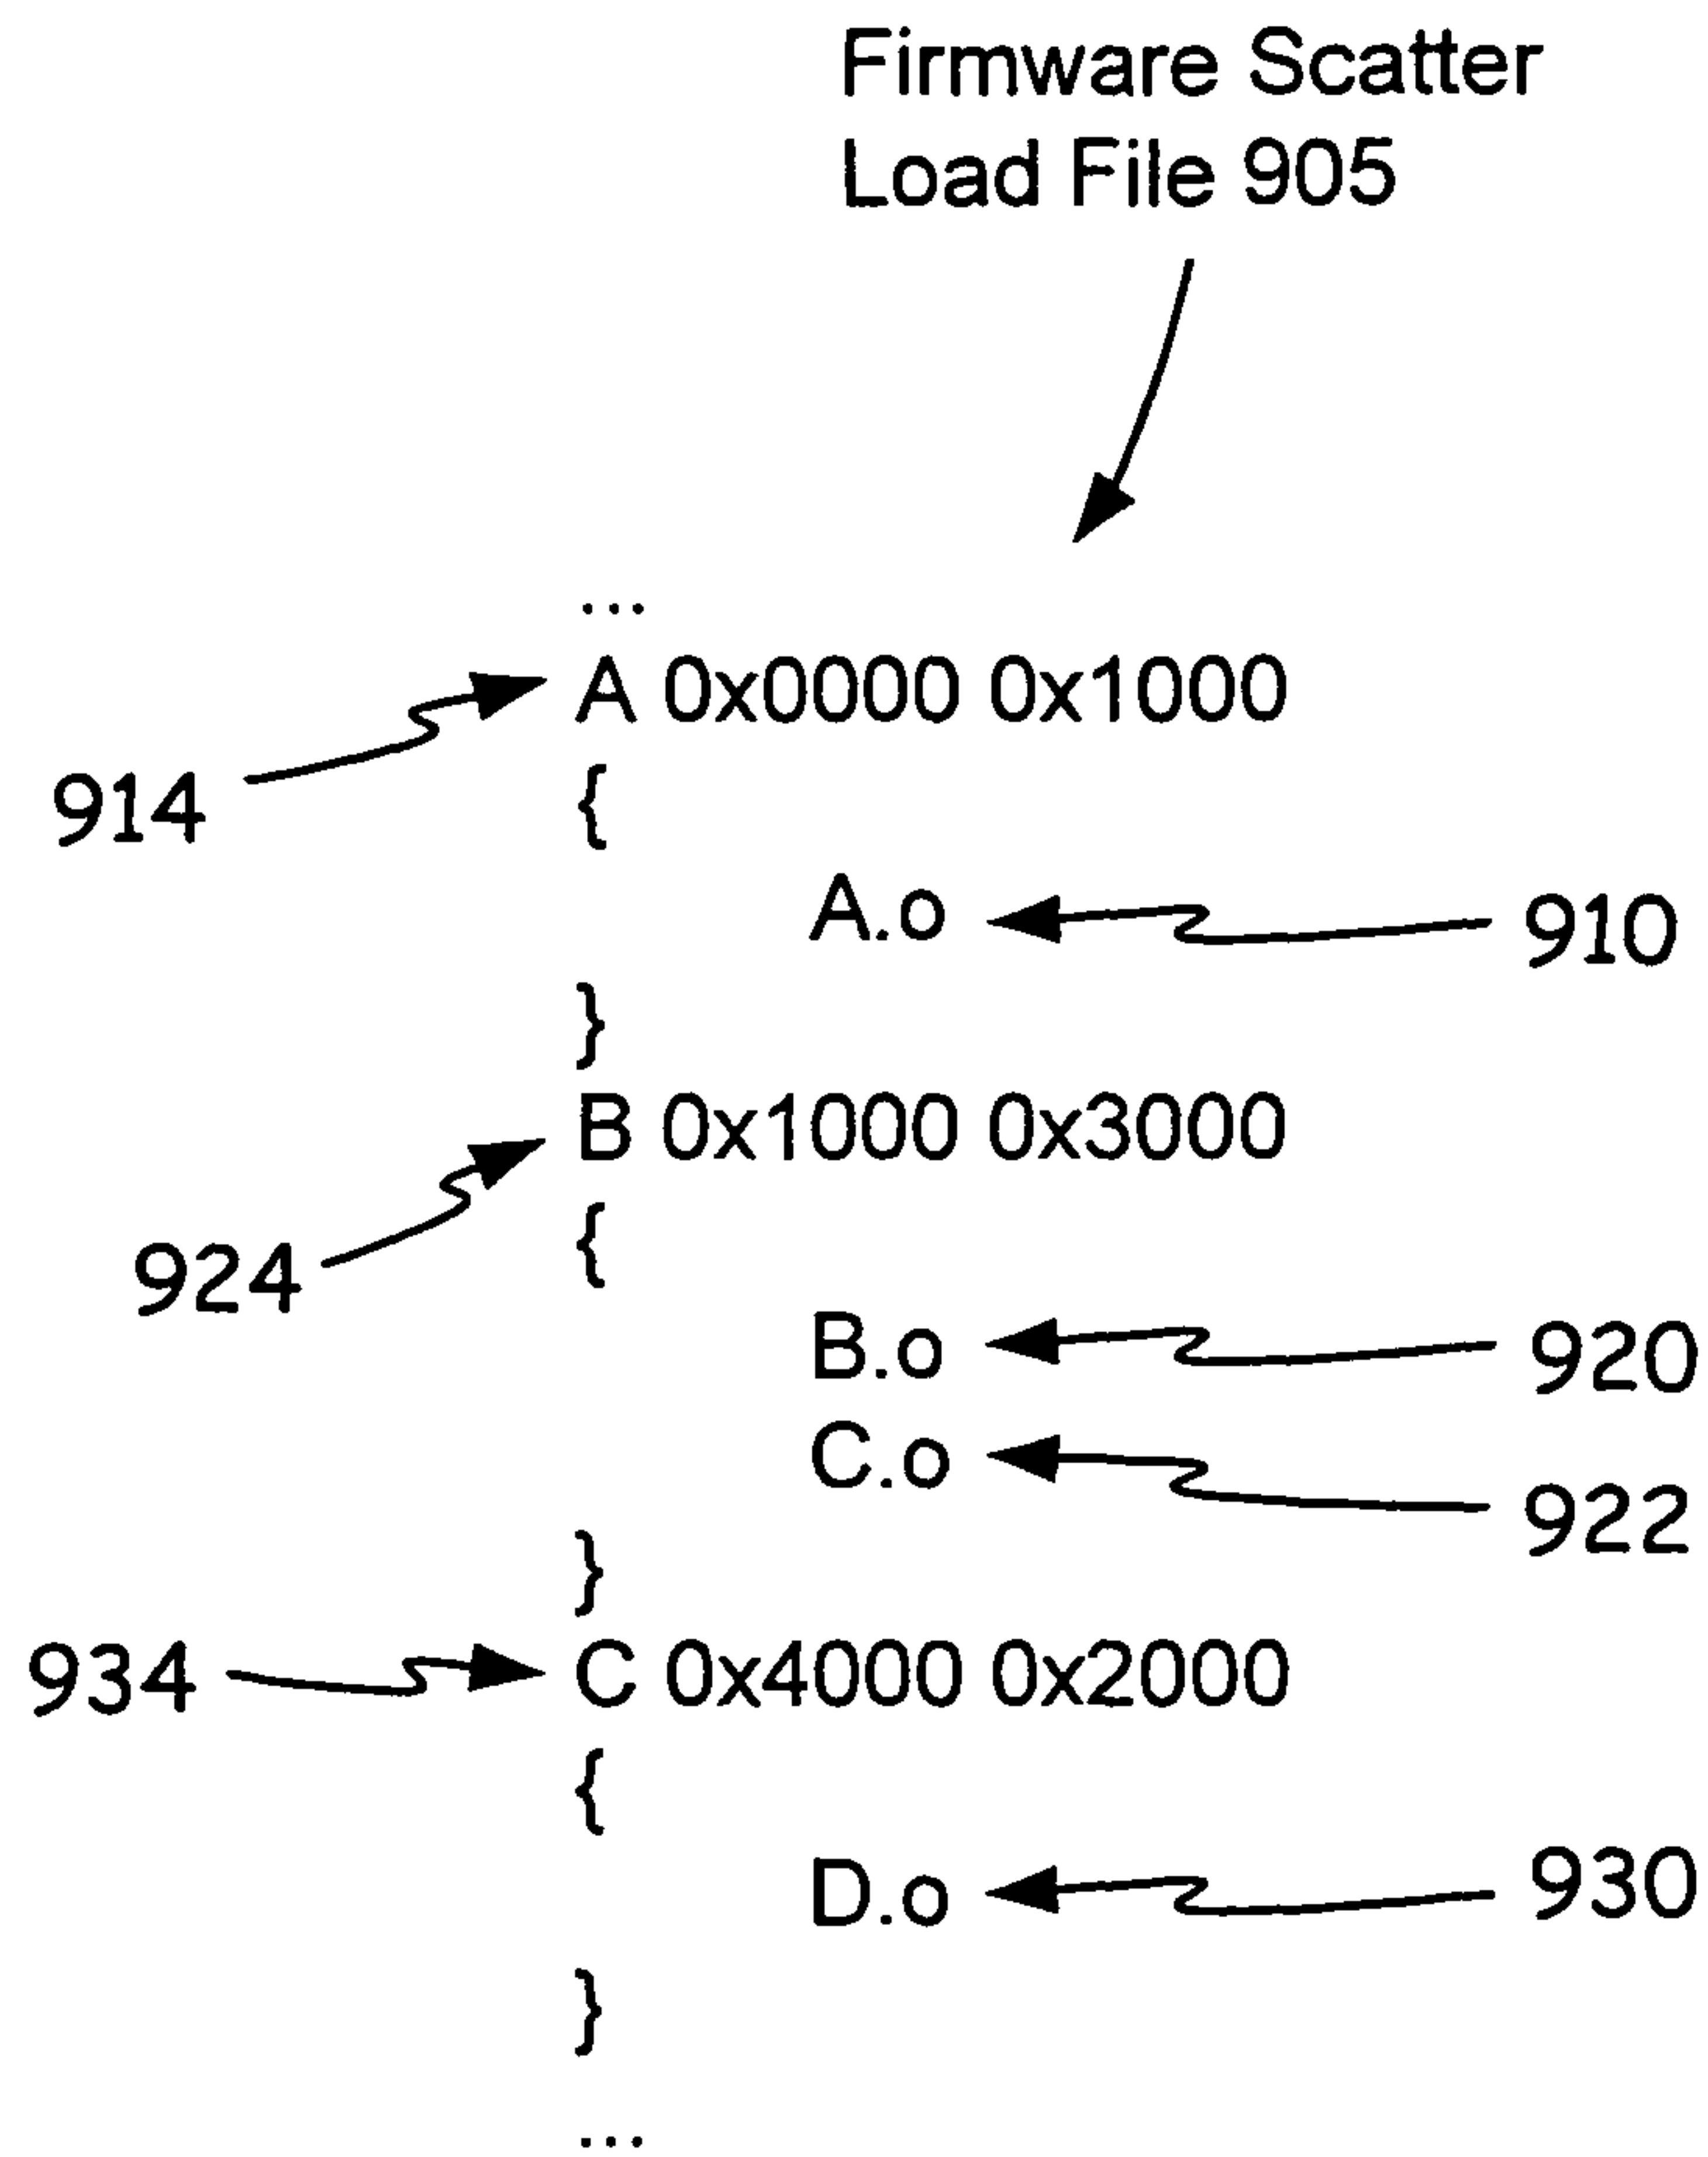 Firmware Scatter
Load File 905
...
A 0x0000 0x1000
914
{
A.o 910
}
B 0x1000 0x3000
924
{
B.o 920
C.o 922
}
934 C 0x4000 0x2000
{
D.o 930
}
...